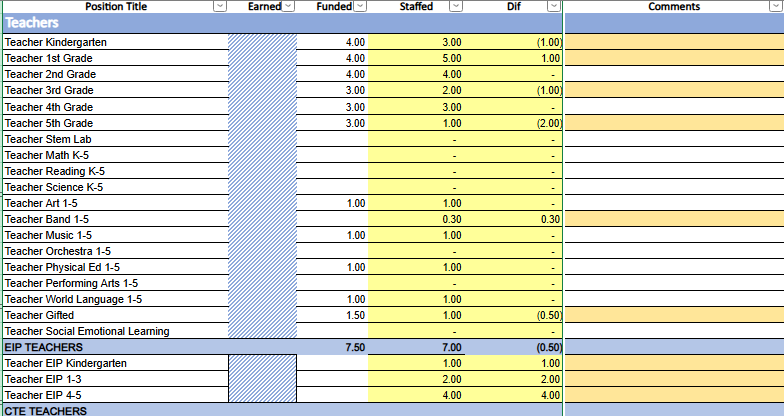 Position Title Earned Funded Staffed Dif Comments
Teachers
Teacher Kindergarten 4.00 3.00 (1.00)
Teacher 1st Grade 4.00 5.00 1.00
Teacher 2nd Grade 4.00 4.00 -
Teacher 3rd Grade 3.00 2.00 (1.00)
Teacher 4th Grade 3.00 3.00 -
Teacher 5th Grade 3.00 1.00 (2.00)
Teacher Stem Lab - -
Teacher Math K-5 - -
Teacher Reading K-5 - -
Teacher Science K-5 - -
Teacher Art 1-5 1.00 1.00 -
Teacher Band 1-5 0.30 0.30
Teacher Music 1-5 1.00 1.00 -
Teacher Orchestra 1-5 - -
Teacher Physical Ed 1-5 1.00 1.00 -
Teacher Performing Arts 1-5 - -
Teacher World Language 1-5 1.00 1.00 -
Teacher Gifted 1.50 1.00 (0.50)
Teacher Social Emotional Learning - -
EIP TEACHERS 7.50 7.00 (0.50)
Teacher EIP Kindergarten 1.00 1.00
Teacher EIP 1-3 2.00 2.00
Teacher EIP 4-5 4.00 4.00
CTE TEACHERS